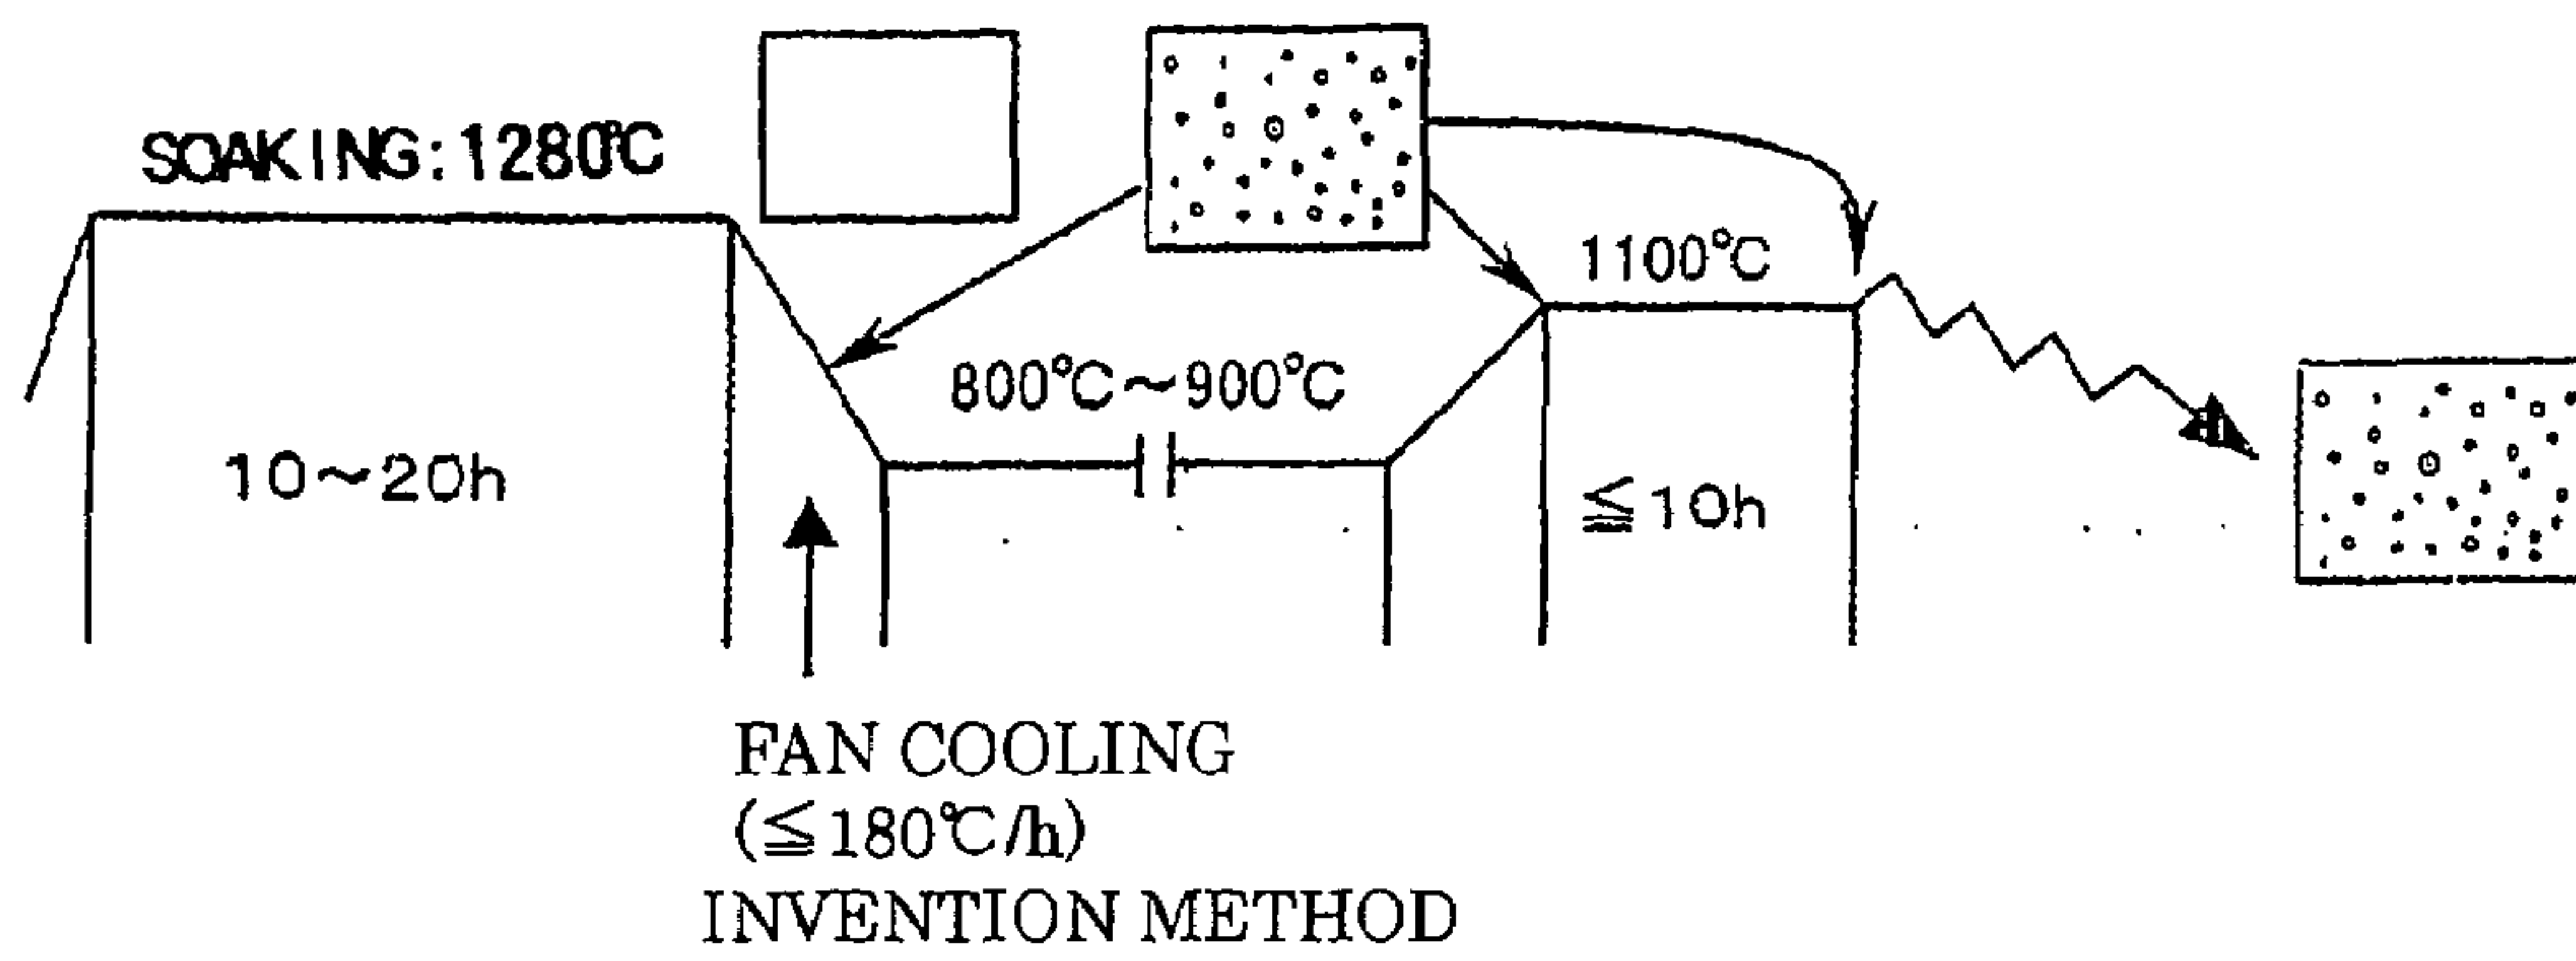 SOAKING:1280℃
1100℃
800℃~900℃
10~20h
≦10h
FAN COOLING
(≦180℃/h)
INVENTION METHOD